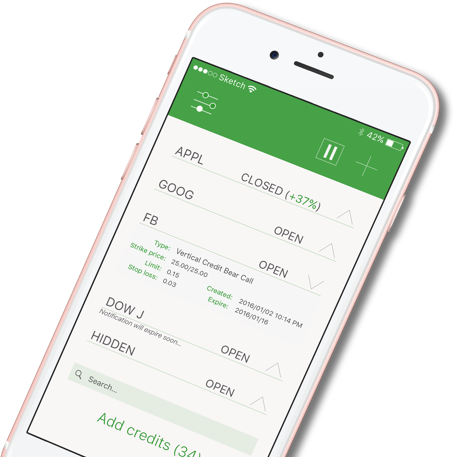 Sketch
42%
APPL CLOSED (+37%)
GOOG OPEN
FB OPEN
Type: Vertical Credit Bear Call
Strike price: 25.00/25.00
Limit: 0.15 Created: 2016/01/02 10:14 PM
Stop loss: 0.03 Expire: 2016/01/16
DOW J OPEN
Notification will expire soon...
HIDDEN OPEN
Search...
Add credits (34)